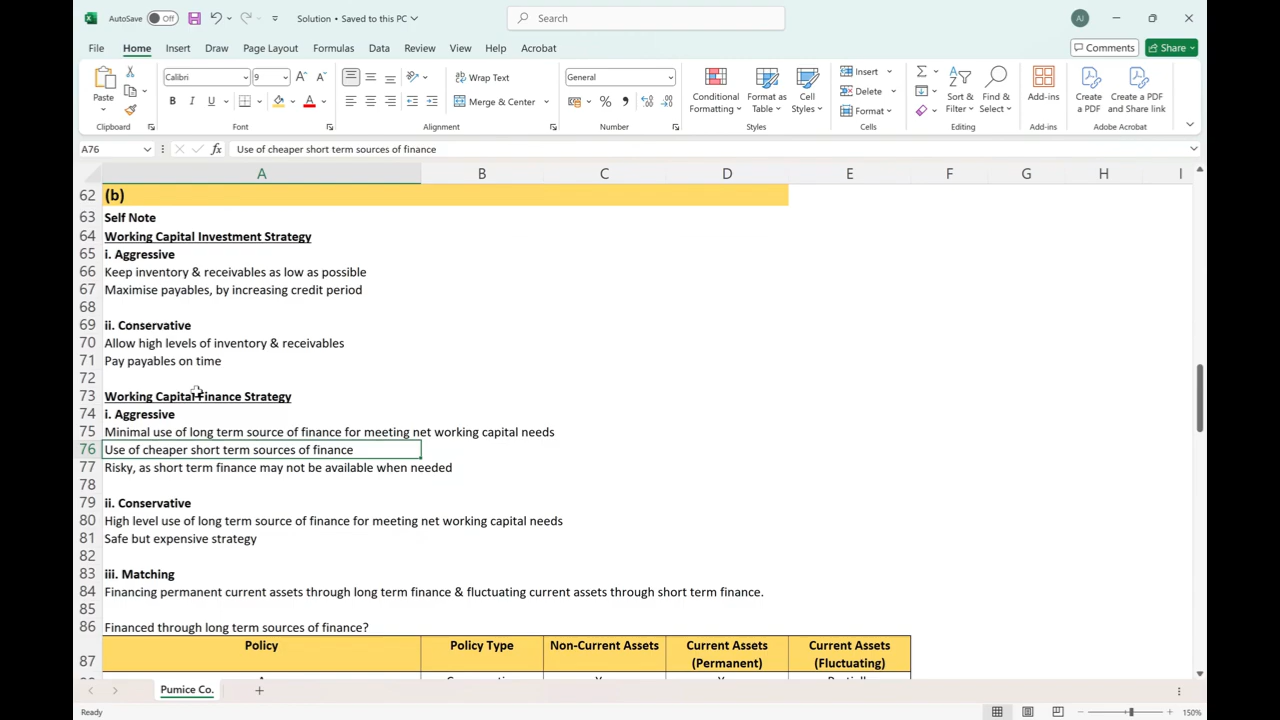 AutoSave Off Solution • Saved to this PC Search AJ
File Home Insert Draw Page Layout Formulas Data Review View Help Acrobat Comments Share
Paste Calibri 9 Wrap Text General Conditional Formatting Format as Table Cell Styles Insert Sort & Filter Find & Select Add-ins Create a PDF Create a PDF and Share link
B I U Merge & Center Delete
Format
Clipboard Font Alignment Number Styles Cells Editing Add-ins Adobe Acrobat
A76 fx Use of cheaper short term sources of finance
A B C D E F G H I
62 (b)
63 Self Note
64 Working Capital Investment Strategy
65 i. Aggressive
66 Keep inventory & receivables as low as possible
67 Maximise payables, by increasing credit period
68
69 ii. Conservative
70 Allow high levels of inventory & receivables
71 Pay payables on time
72
73 Working Capital Finance Strategy
74 i. Aggressive
75 Minimal use of long term source of finance for meeting net working capital needs
76 Use of cheaper short term sources of finance
77 Risky, as short term finance may not be available when needed
78
79 ii. Conservative
80 High level use of long term source of finance for meeting net working capital needs
81 Safe but expensive strategy
82
83 iii. Matching
84 Financing permanent current assets through long term finance & fluctuating current assets through short term finance.
85
86 Financed through long term sources of finance?
Policy Policy Type Non-Current Assets Current Assets Current Assets
87 (Permanent) (Fluctuating)
Pumice Co.
Ready 150%